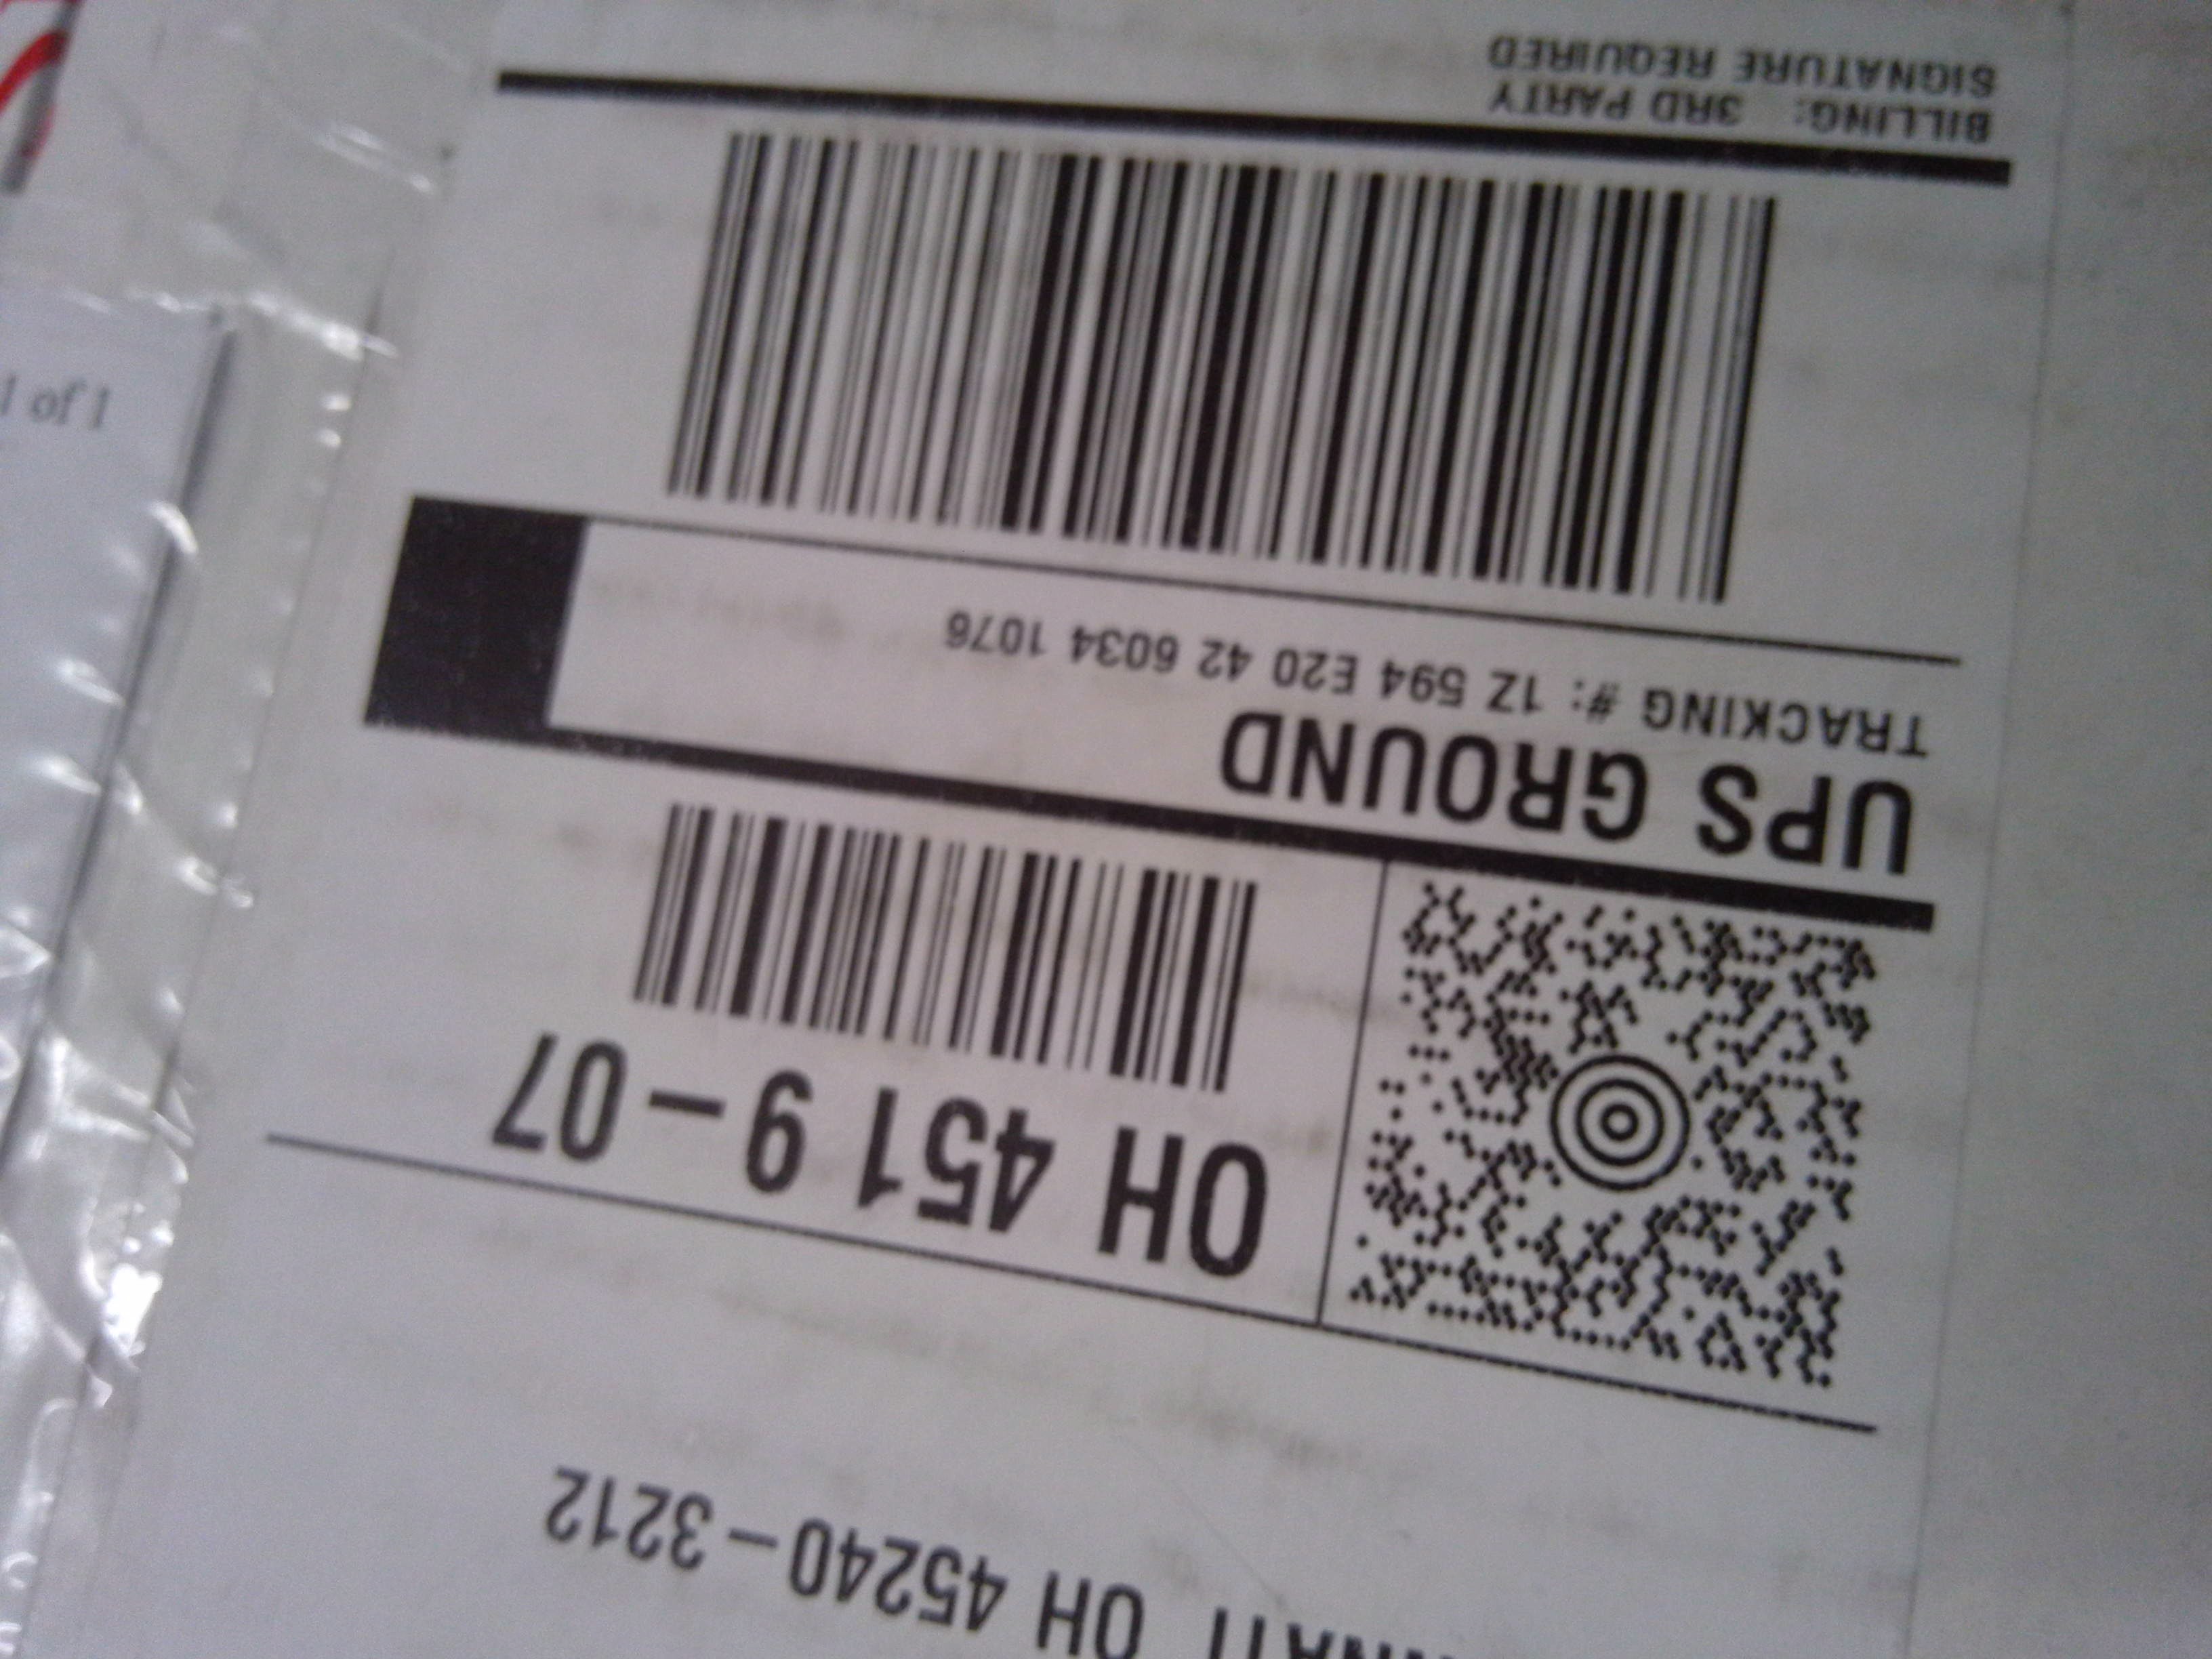 OH 45240-3212
OH 451 9-07
UPS GROUND
TRACKING #: 1Z 594 E20 42 6034 1076
BILLING: 3RD PARTY
SIGNATURE REQUIRED
1 of 1